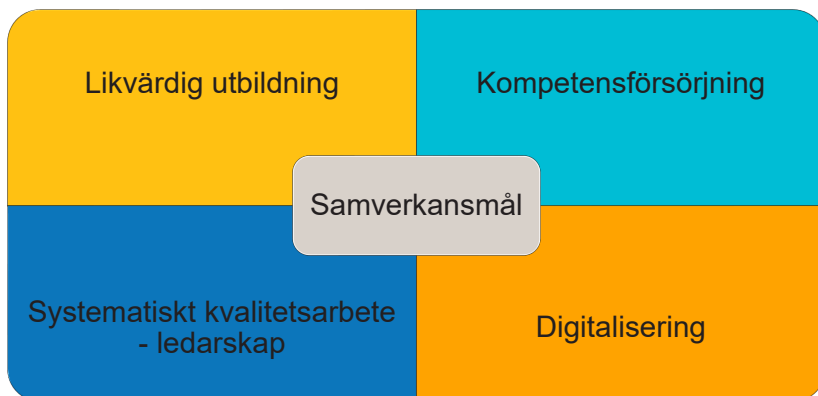 Likvärdig utbildning
Kompetensförsörjning
Samverkansmål
Systematiskt kvalitetsarbete
- ledarskap
Digitalisering